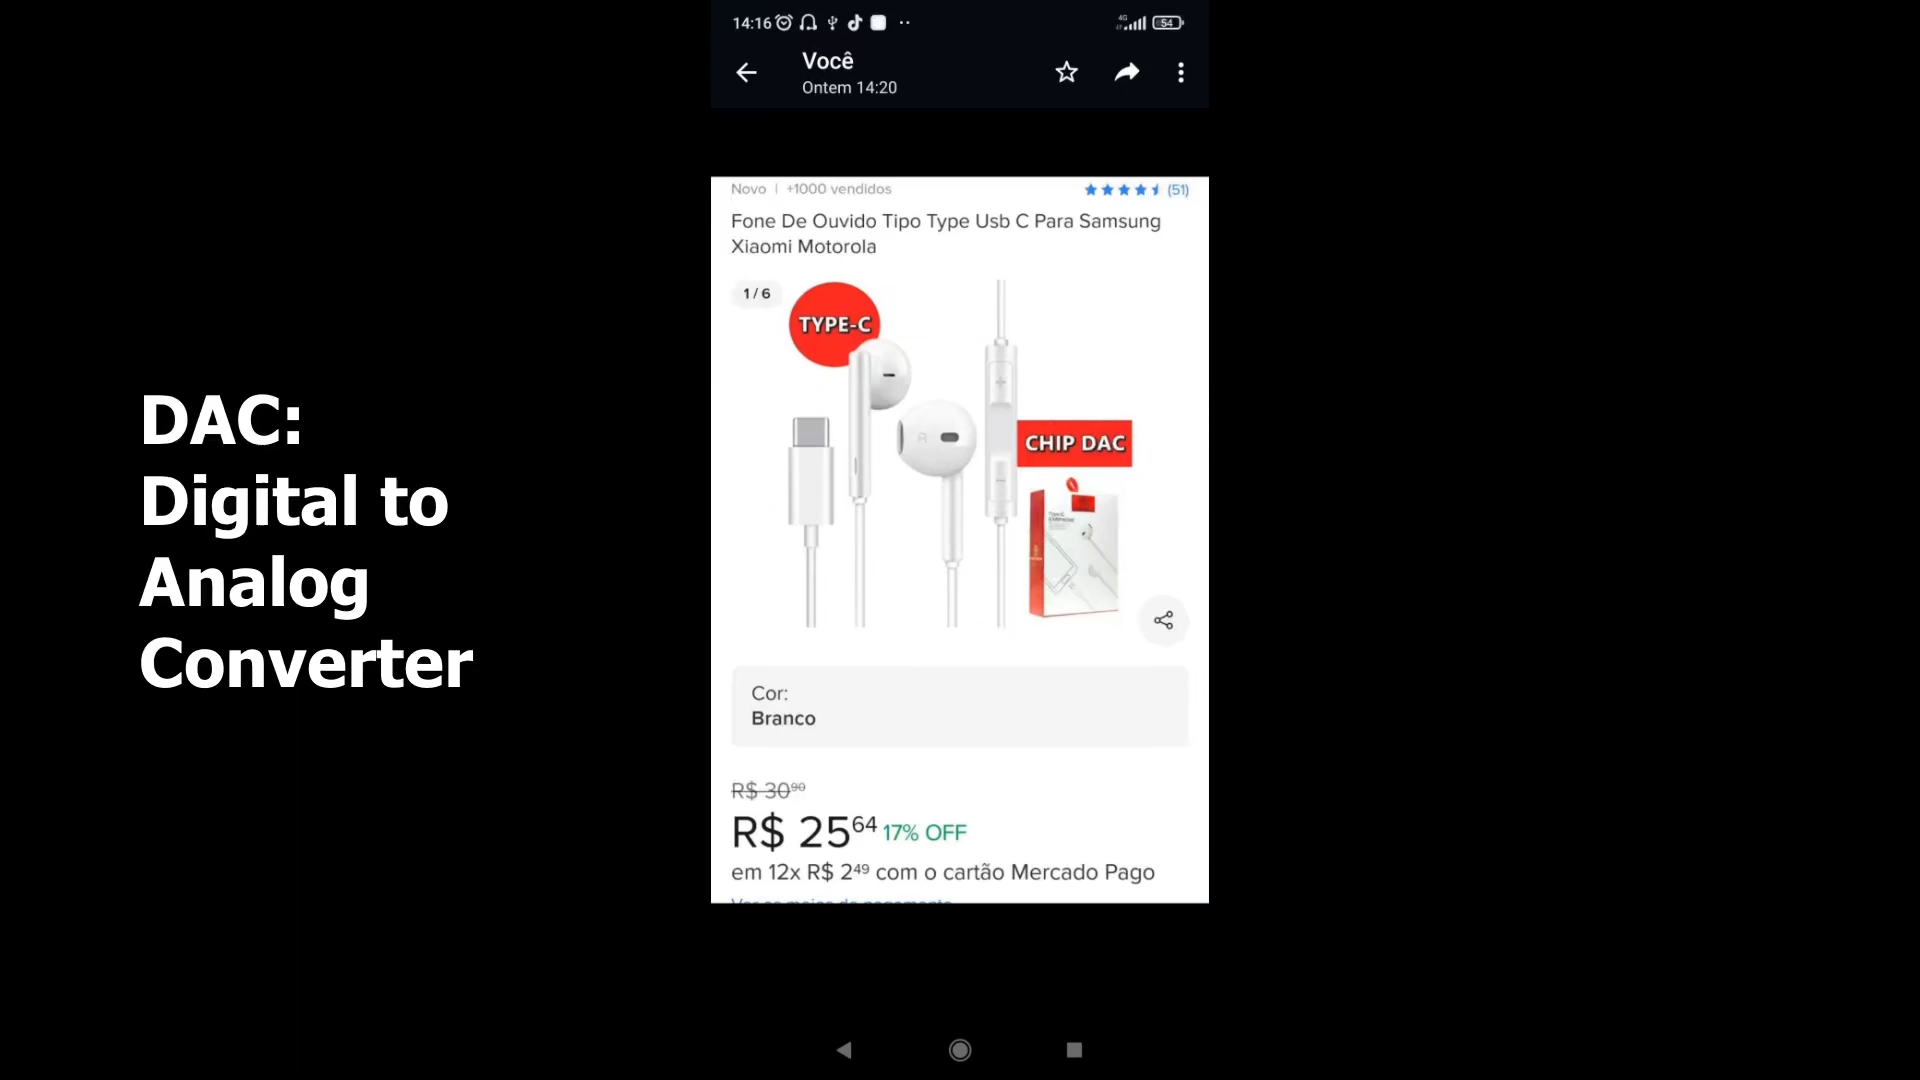 DAC:
Digital to
Analog
Converter
14:16
4G
54
Você
Ontem 14:20
Novo | +1000 vendidos
(51)
Fone De Ouvido Tipo Type Usb C Para Samsung
Xiaomi Motorola
1 / 6
TYPE-C
R
CHIP DAC
Cor:
Branco
R$ 30⁹⁰
R$ 25⁶⁴ 17% OFF
em 12x R$ 2⁴⁹ com o cartão Mercado Pago